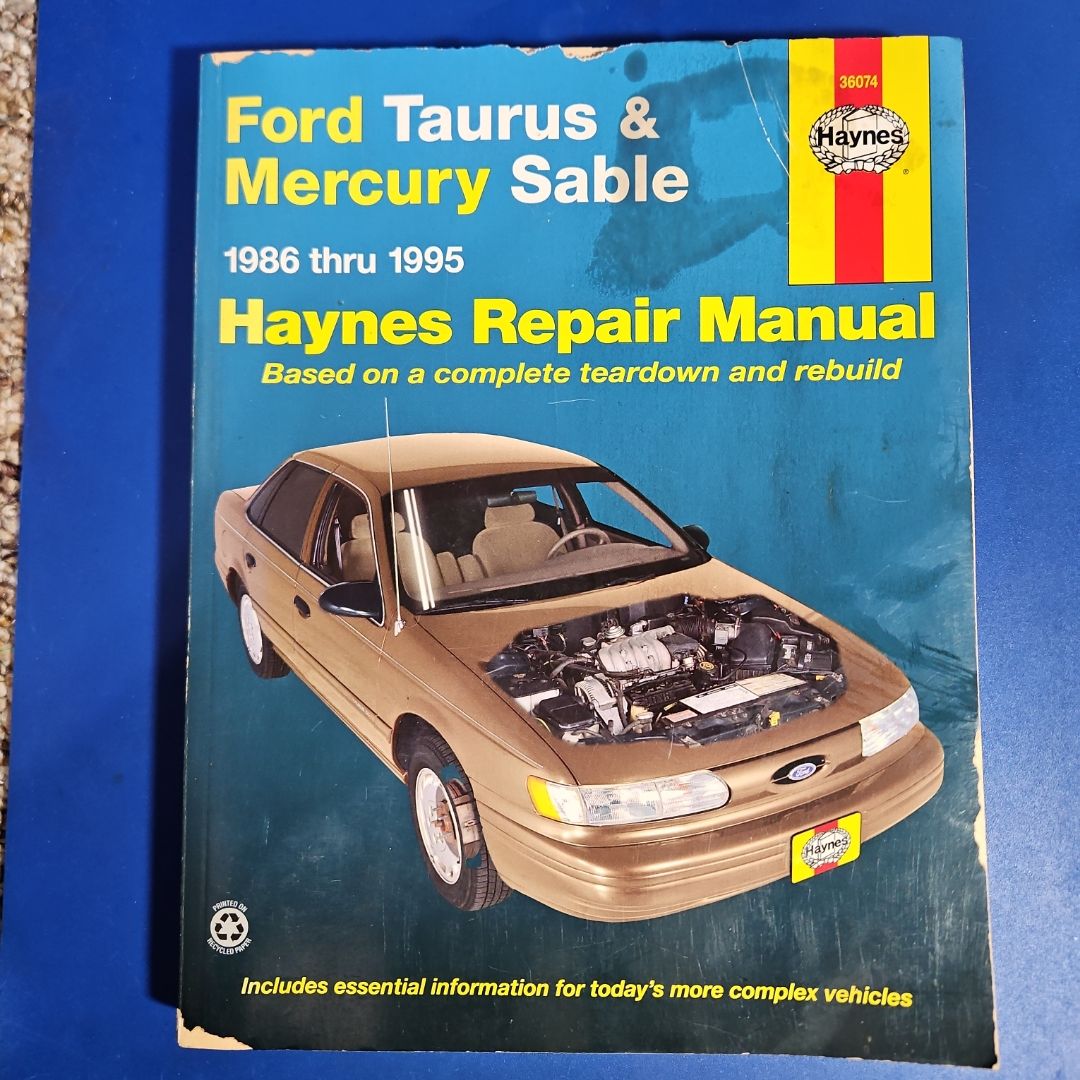 36074
Haynes
®
Ford Taurus &
Mercury Sable
1986 thru 1995
Haynes Repair Manual
Based on a complete teardown and rebuild
Ford
Haynes
PRINTED ON
RECYCLED PAPER
Includes essential information for today's more complex vehicles